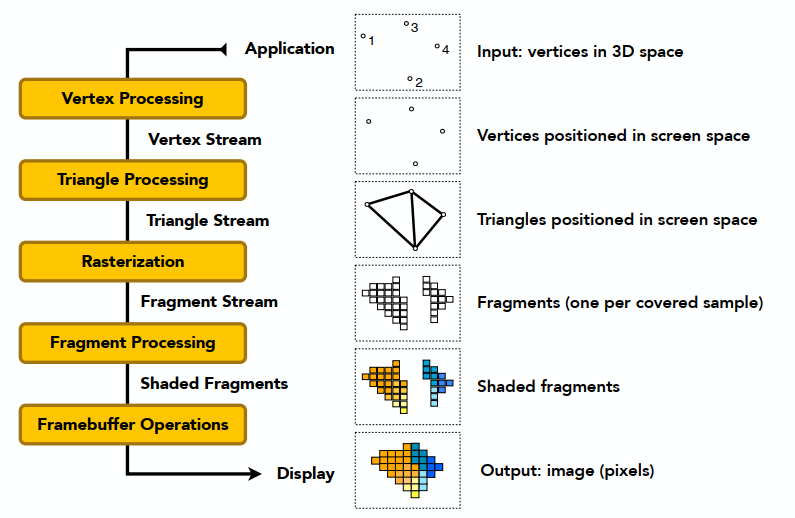 Application
1
3
4
2
Input: vertices in 3D space
Vertex Processing
Vertex Stream
Vertices positioned in screen space
Triangle Processing
Triangle Stream
Triangles positioned in screen space
Rasterization
Fragment Stream
Fragments (one per covered sample)
Fragment Processing
Shaded Fragments
Shaded fragments
Framebuffer Operations
Display
Output: image (pixels)